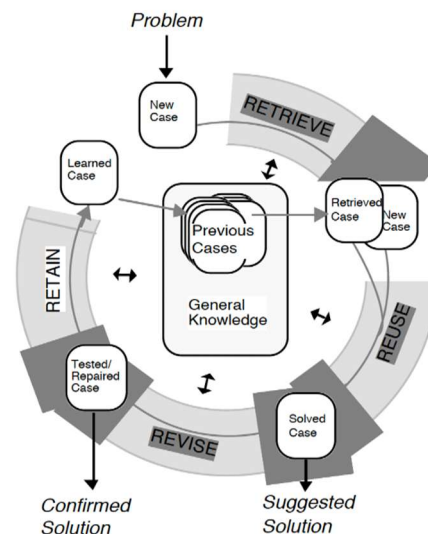 Problem
New
Case
RETRIEVE
Learned
Case
Retrieved
Case
New
Case
Previous
Cases
General
Knowledge
RETAIN
REUSE
Tested/
Repaired
Case
REVISE
Solved
Case
Confirmed
Solution
Suggested
Solution